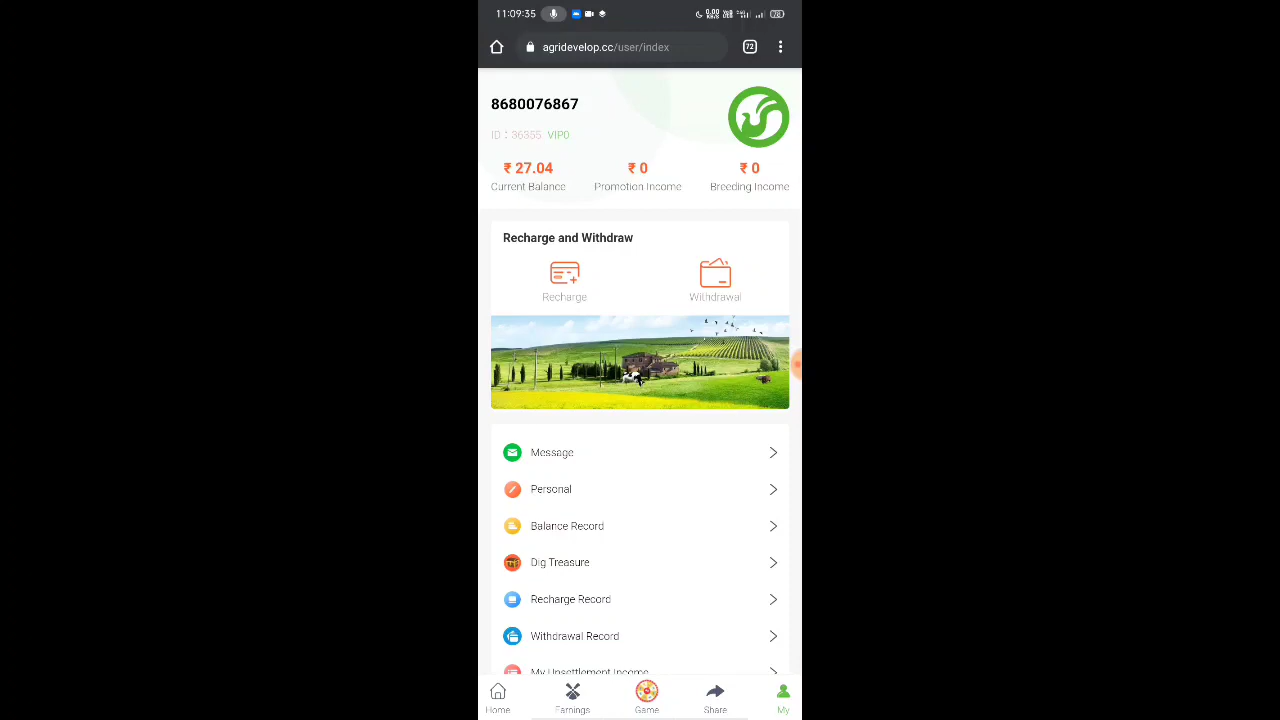 11:09:35
78
agridevelop.cc/user/index
72
8680076867
ID : 36355 VIP0
₹ 27.04 ₹ 0 ₹ 0
Current Balance Promotion Income Breeding Income
Recharge and Withdraw
Recharge Withdrawal
Message
Personal
Balance Record
Dig Treasure
Recharge Record
Withdrawal Record
My Unsettlement Income
Home Earnings Game Share My